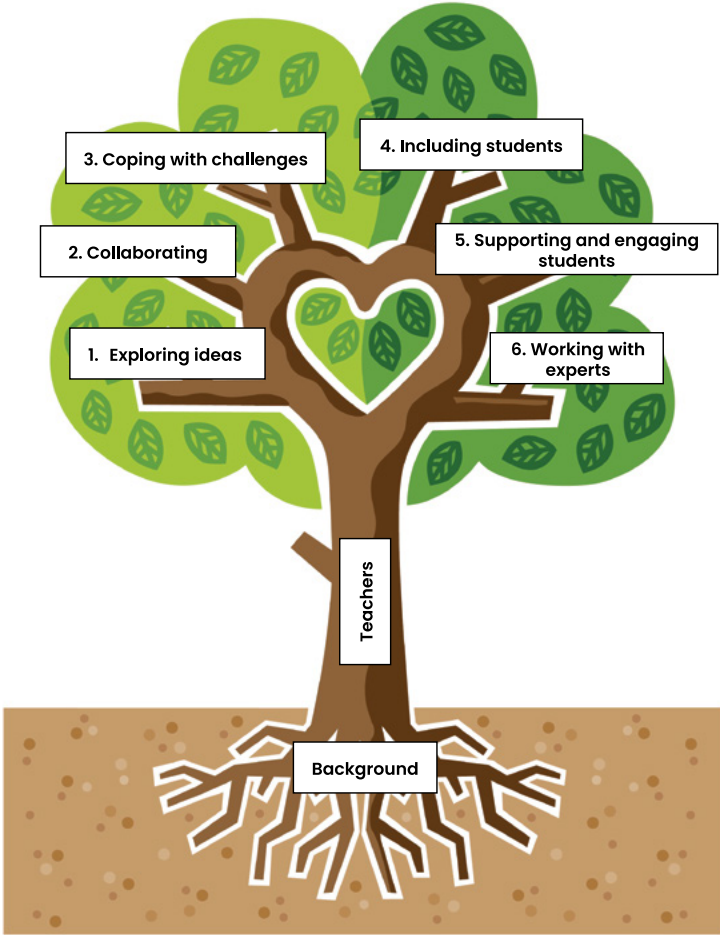 3. Coping with challenges
4. Including students
2. Collaborating
5. Supporting and engaging
students
1. Exploring ideas
6. Working with
experts
Teachers
Background